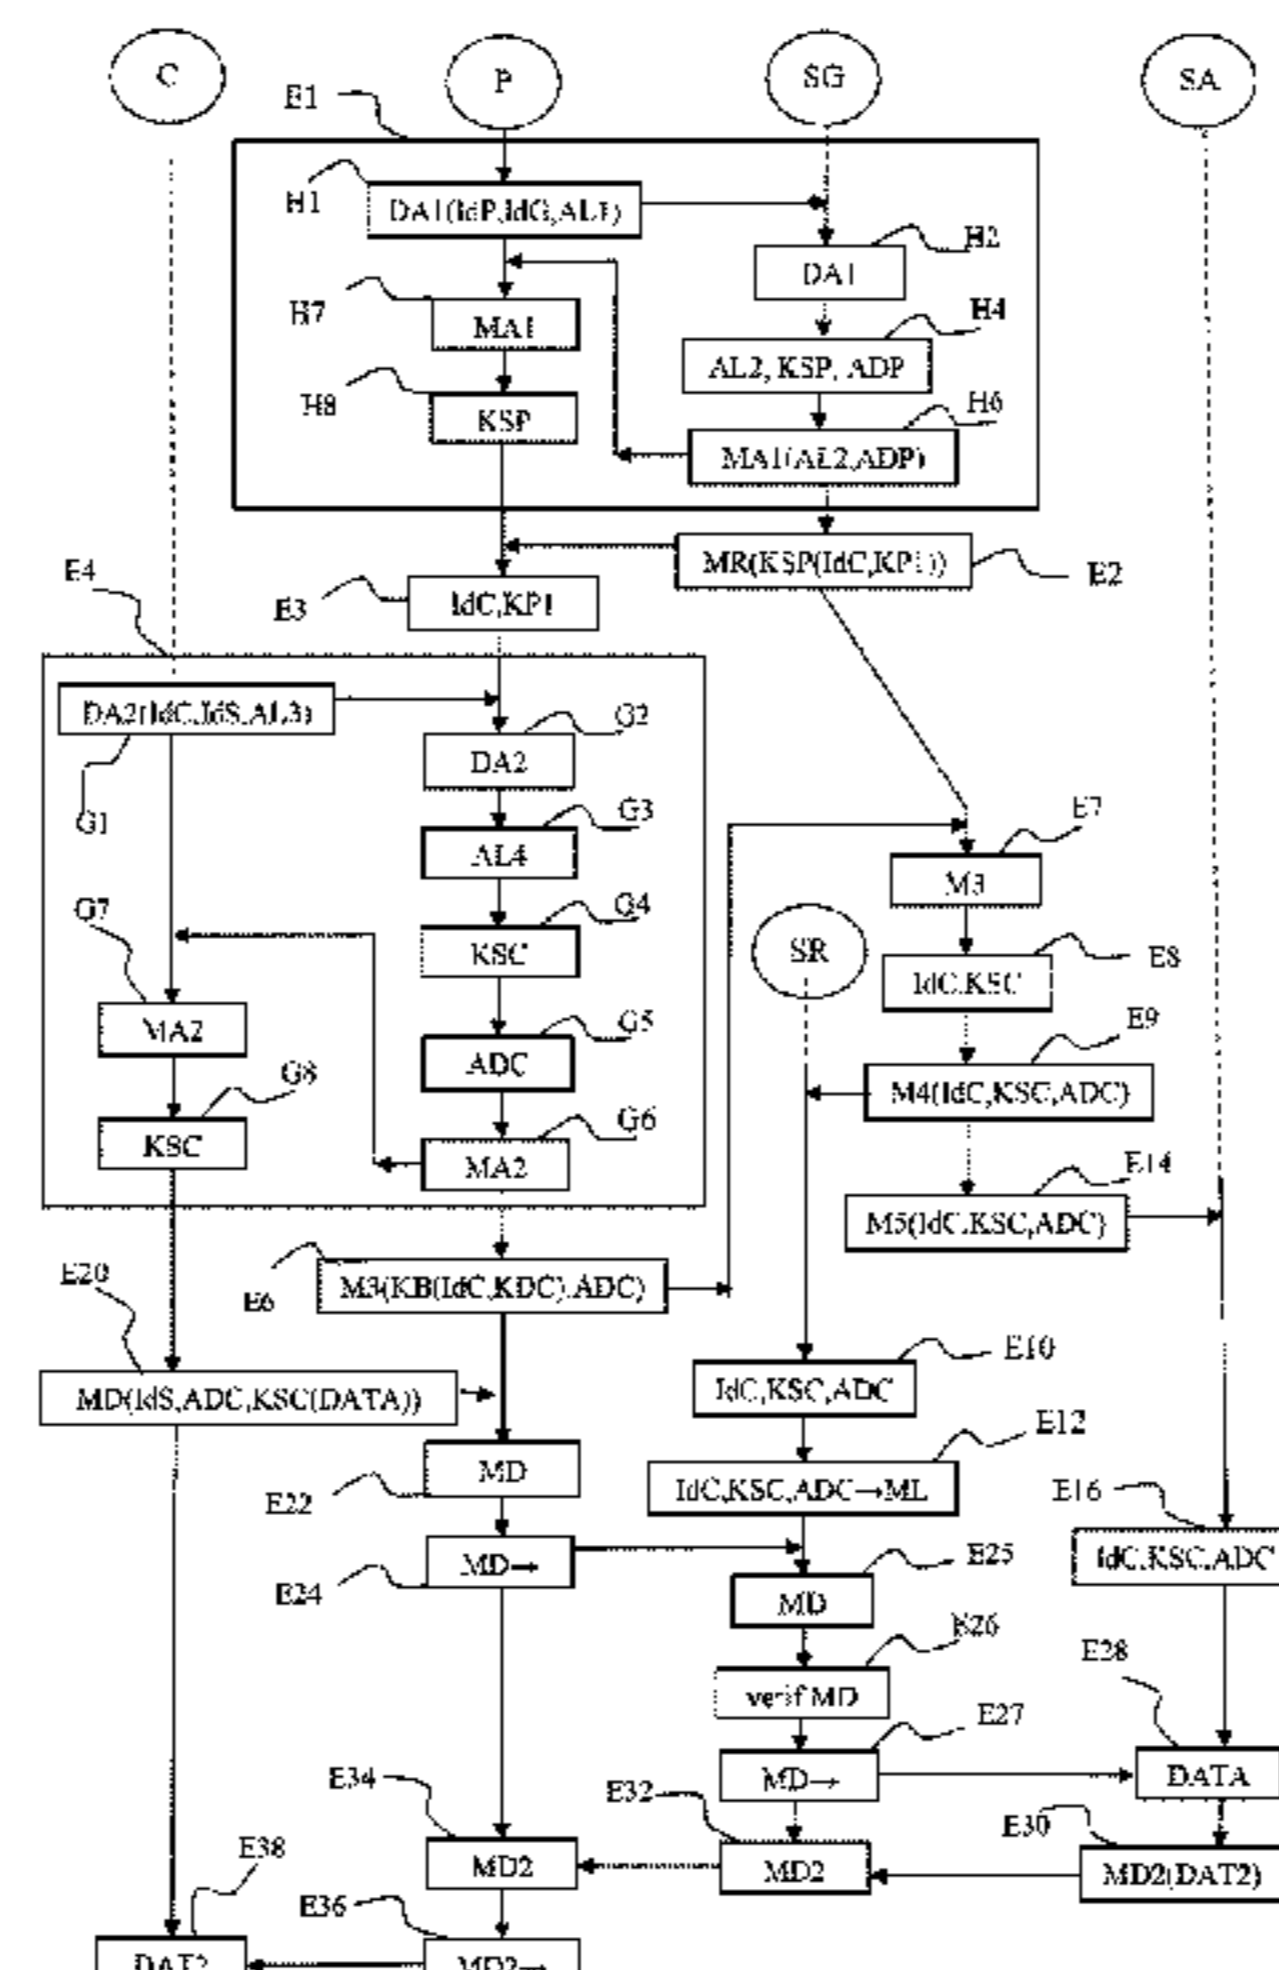 C
P
SG
SA
E1
H1
DA1(IdP,IdG,AL1)
H2
DA1
H7
MA1
H4
AL2, KSP, ADP
H8
KSP
H6
MA1(AL2,ADP)
MR(KSP(IdC,KP1))
E2
E4
E3
IdC,KP1
DA2(IdC,IdS,AL3)
G1
G2
DA2
G3
AL4
E7
M3
G4
KSC
G7
MA2
SR
E8
IdC,KSC
G5
ADC
E9
M4(IdC,KSC,ADC)
G8
KSC
G6
MA2
E14
M5(IdC,KSC,ADC)
E6
M3(KB(IdC,KDC),ADC)
E20
MD(IdS,ADC,KSC(DATA))
E10
IdC,KSC,ADC
E22
MD
E12
IdC,KSC,ADC→ML
E16
IdC,KSC,ADC
E24
MD→
E25
MD
E26
verif MD
E27
MD→
E28
DATA
E34
MD2
E32
MD2
E30
MD2(DAT2)
E38
DAT2
E36
MD2→